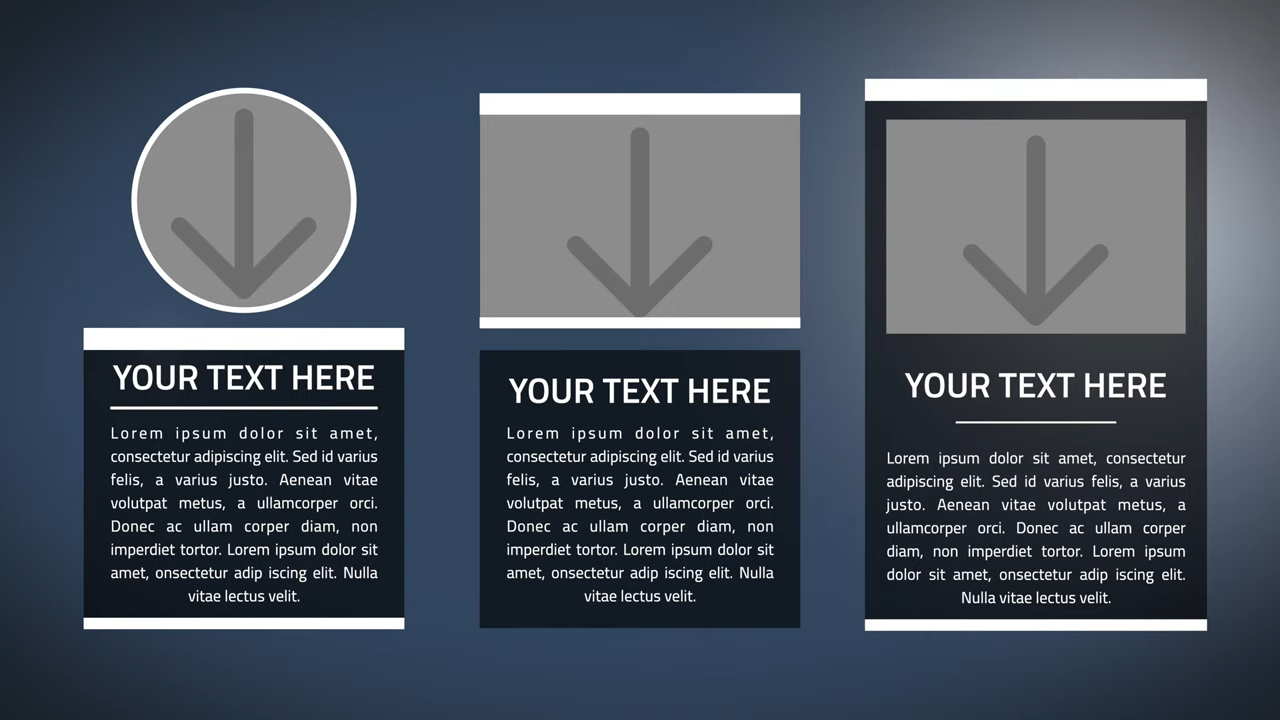 YOUR TEXT HERE
Lorem ipsum dolor sit amet,
consectetur adipiscing elit. Sed id varius
felis, a varius justo. Aenean vitae
volutpat metus, a ullamcorper orci.
Donec ac ullam corper diam, non
imperdiet tortor. Lorem ipsum dolor sit
amet, onsectetur adip iscing elit. Nulla
vitae lectus velit.
YOUR TEXT HERE
Lorem ipsum dolor sit amet,
consectetur adipiscing elit. Sed id varius
felis, a varius justo. Aenean vitae
volutpat metus, a ullamcorper orci.
Donec ac ullam corper diam, non
imperdiet tortor. Lorem ipsum dolor sit
amet, onsectetur adip iscing elit. Nulla
vitae lectus velit.
YOUR TEXT HERE
Lorem ipsum dolor sit amet, consectetur
adipiscing elit. Sed id varius felis, a varius
justo. Aenean vitae volutpat metus, a
ullamcorper orci. Donec ac ullam corper
diam, non imperdiet tortor. Lorem ipsum
dolor sit amet, onsectetur adip iscing elit.
Nulla vitae lectus velit.